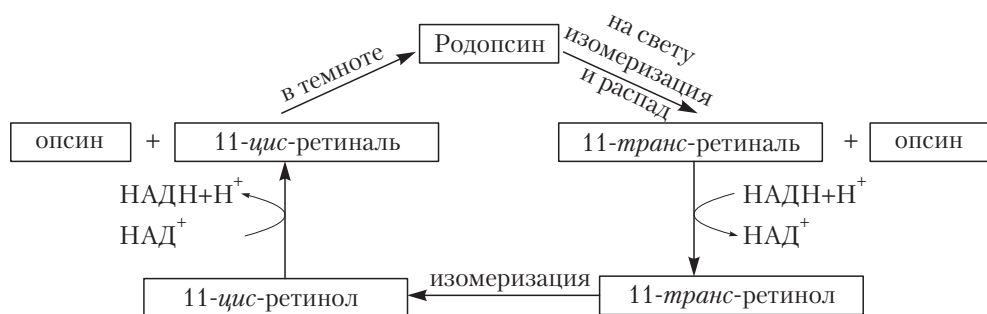 Родопсин
на свету
изомеризация
и распад
в темноте
опсин + 11-цис-ретиналь
11-транс-ретиналь + опсин
НАДН+Н⁺
НАД⁺
НАДН+Н⁺
НАД⁺
изомеризация
11-цис-ретинол
11-транс-ретинол